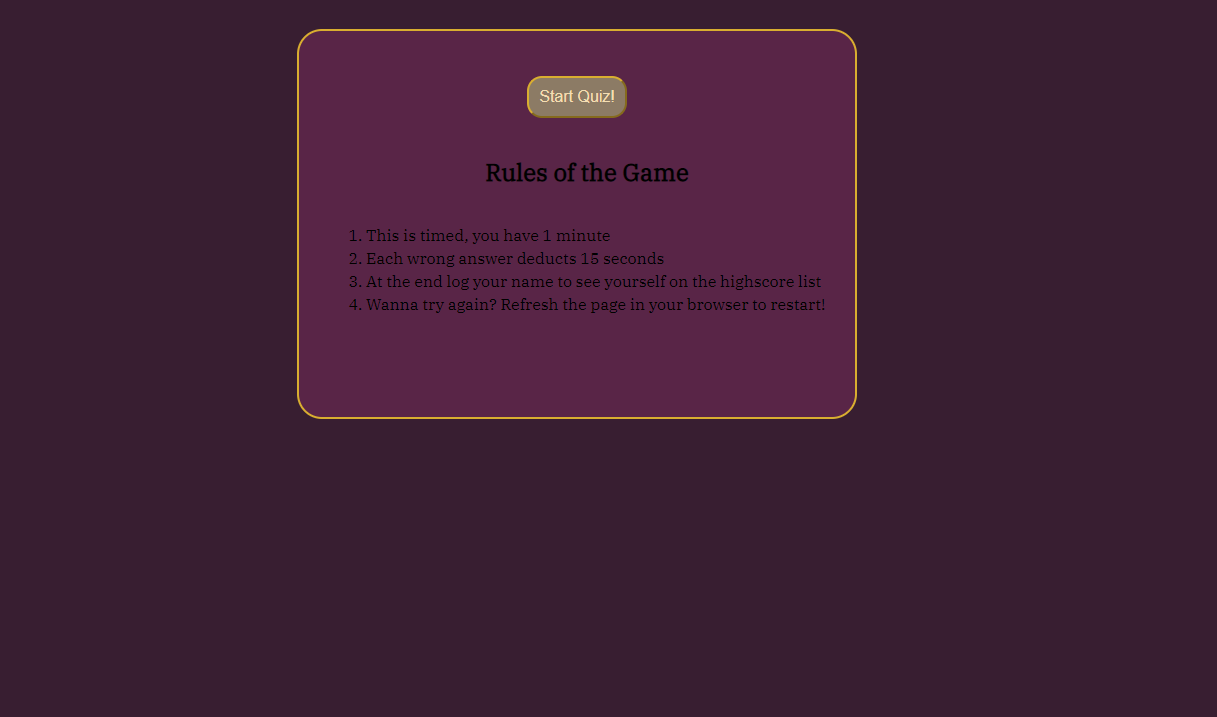 Start Quiz!
Rules of the Game
1. This is timed, you have 1 minute
2. Each wrong answer deducts 15 seconds
3. At the end log your name to see yourself on the highscore list
4. Wanna try again? Refresh the page in your browser to restart!